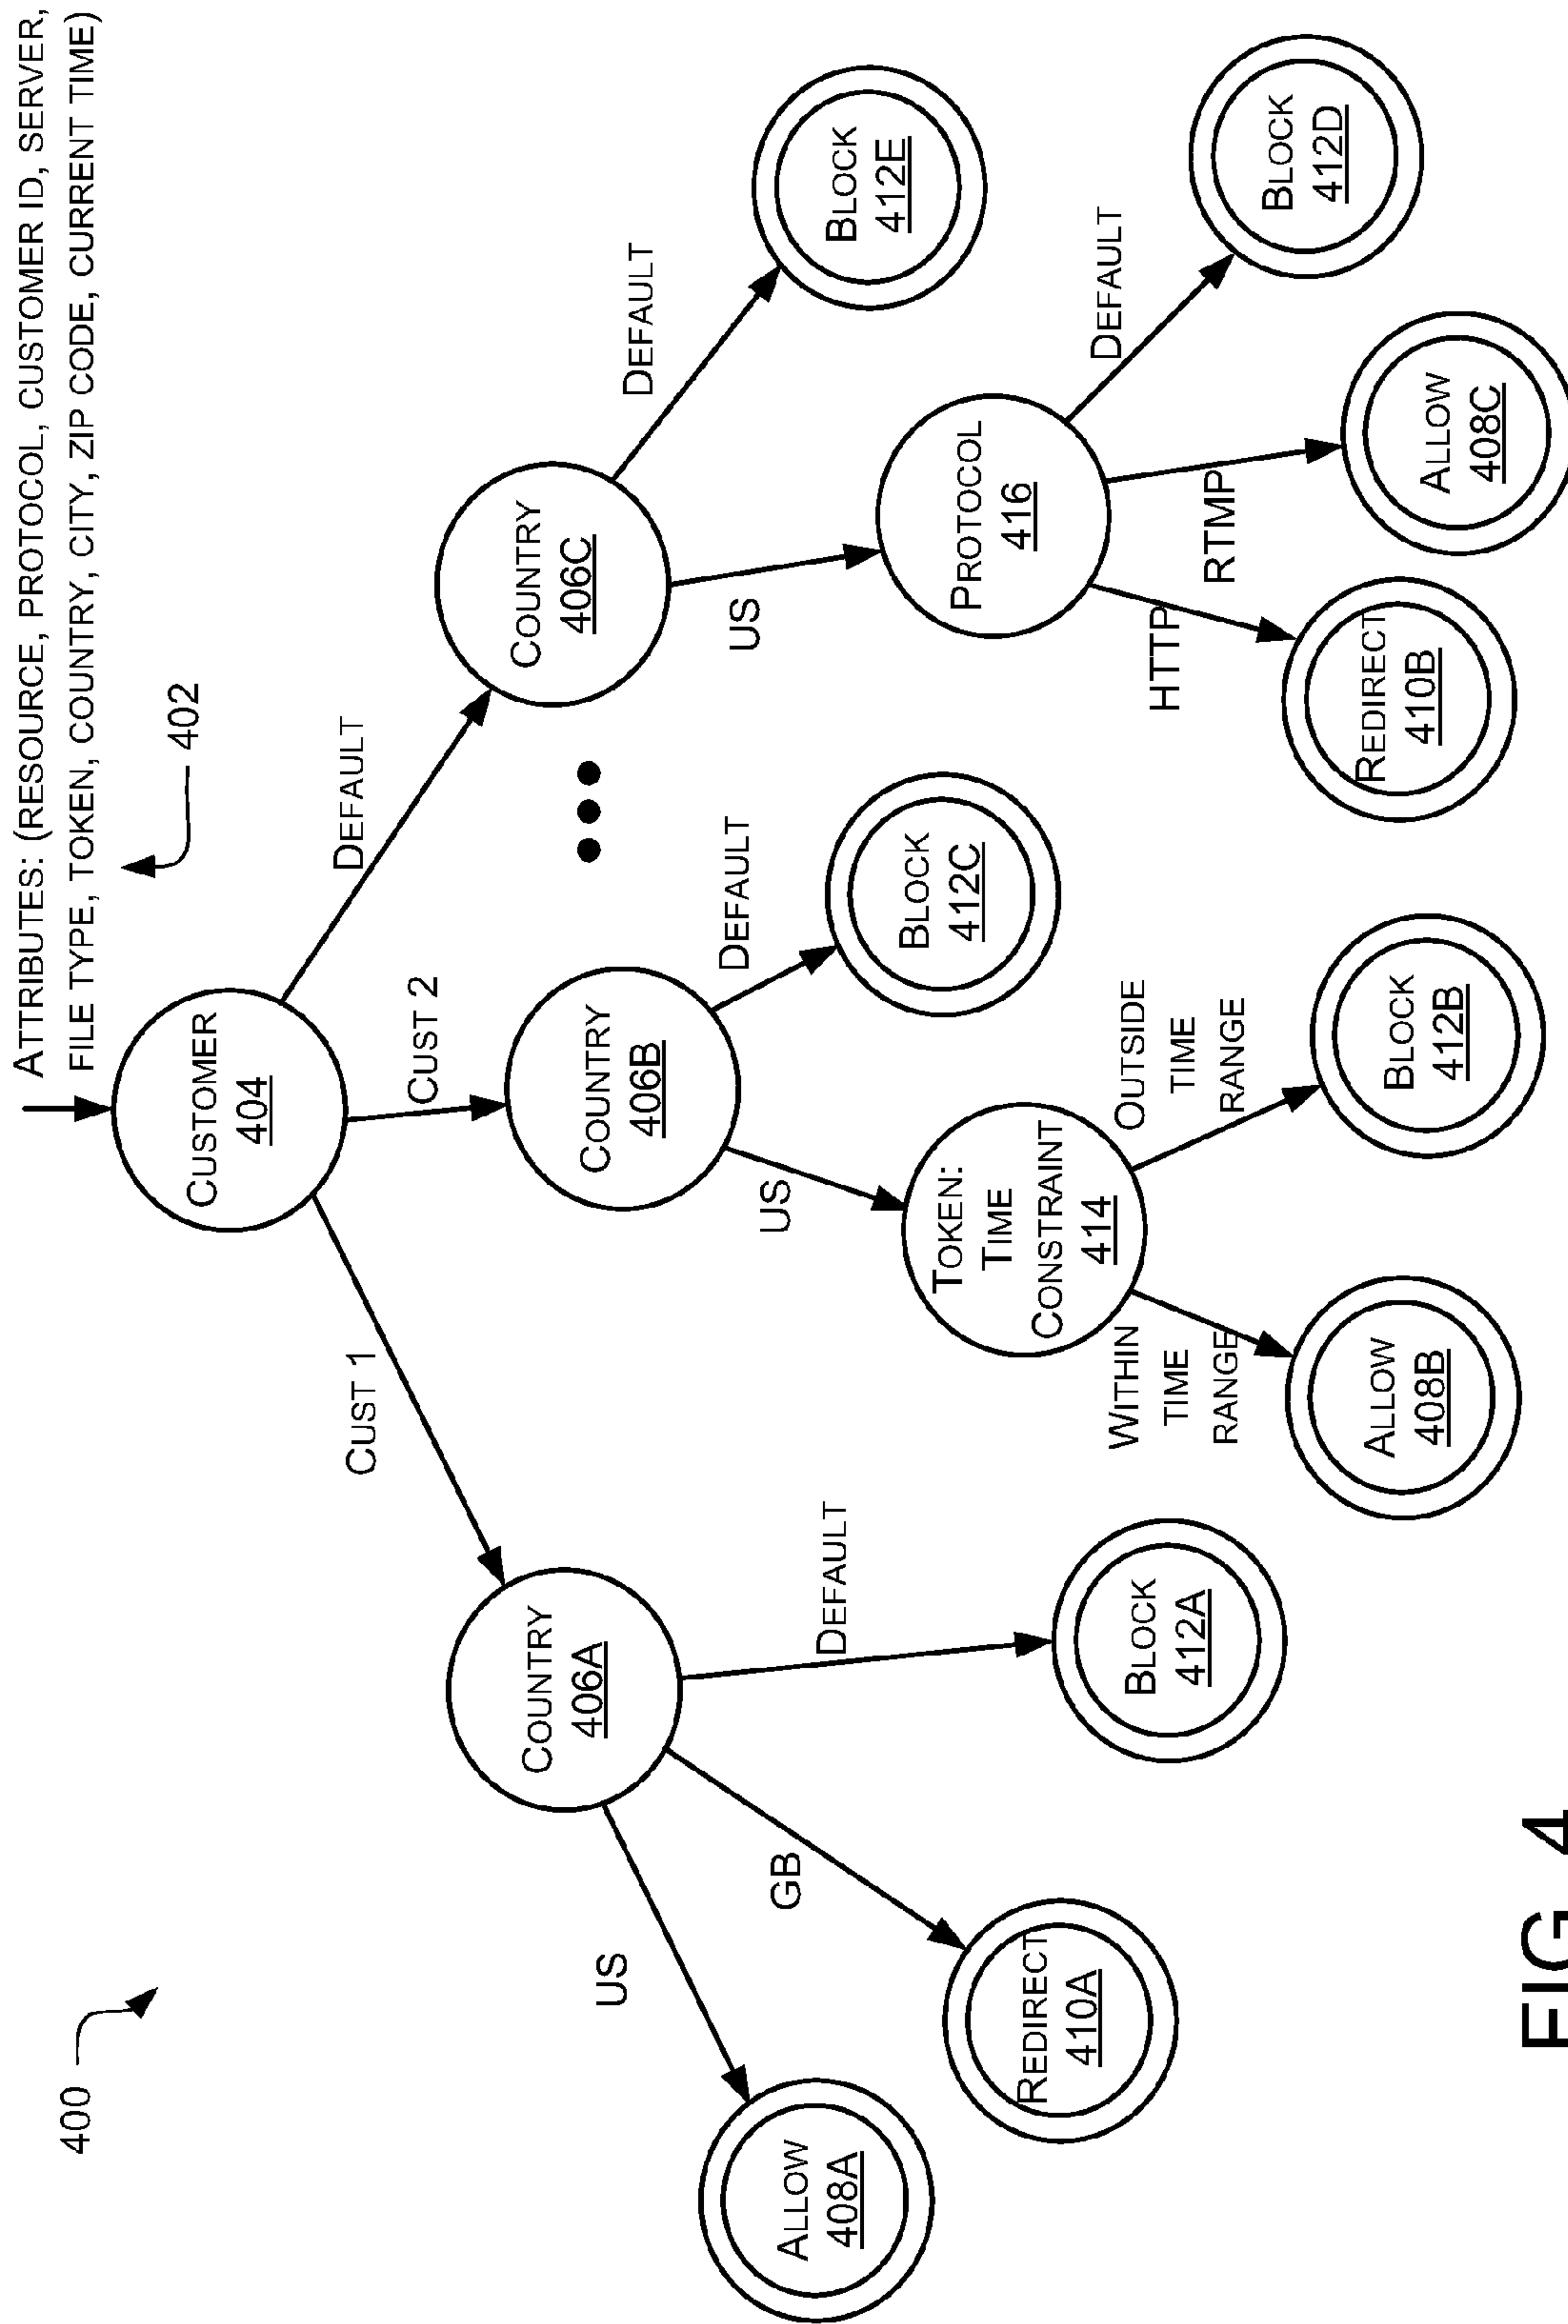 ATTRIBUTES: (RESOURCE, PROTOCOL, CUSTOMER ID, SERVER,
FILE TYPE, TOKEN, COUNTRY, CITY, ZIP CODE, CURRENT TIME)
400
402
CUSTOMER
404
CUST 1
CUST 2
DEFAULT
COUNTRY
406A
COUNTRY
406B
COUNTRY
406C
US
GB
DEFAULT
US
DEFAULT
US
DEFAULT
ALLOW
408A
REDIRECT
410A
BLOCK
412A
TOKEN:
TIME
CONSTRAINT
414
BLOCK
412C
PROTOCOL
416
BLOCK
412E
WITHIN
TIME
RANGE
OUTSIDE
TIME
RANGE
HTTP
RTMP
DEFAULT
ALLOW
408B
BLOCK
412B
REDIRECT
410B
ALLOW
408C
BLOCK
412D
FIG. 4